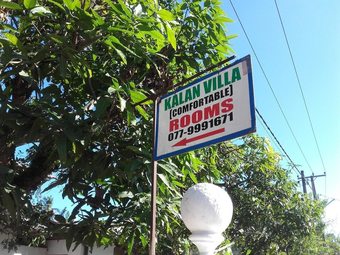 KALAN VILLA
(COMFORTABLE)
ROOMS
077-9991671